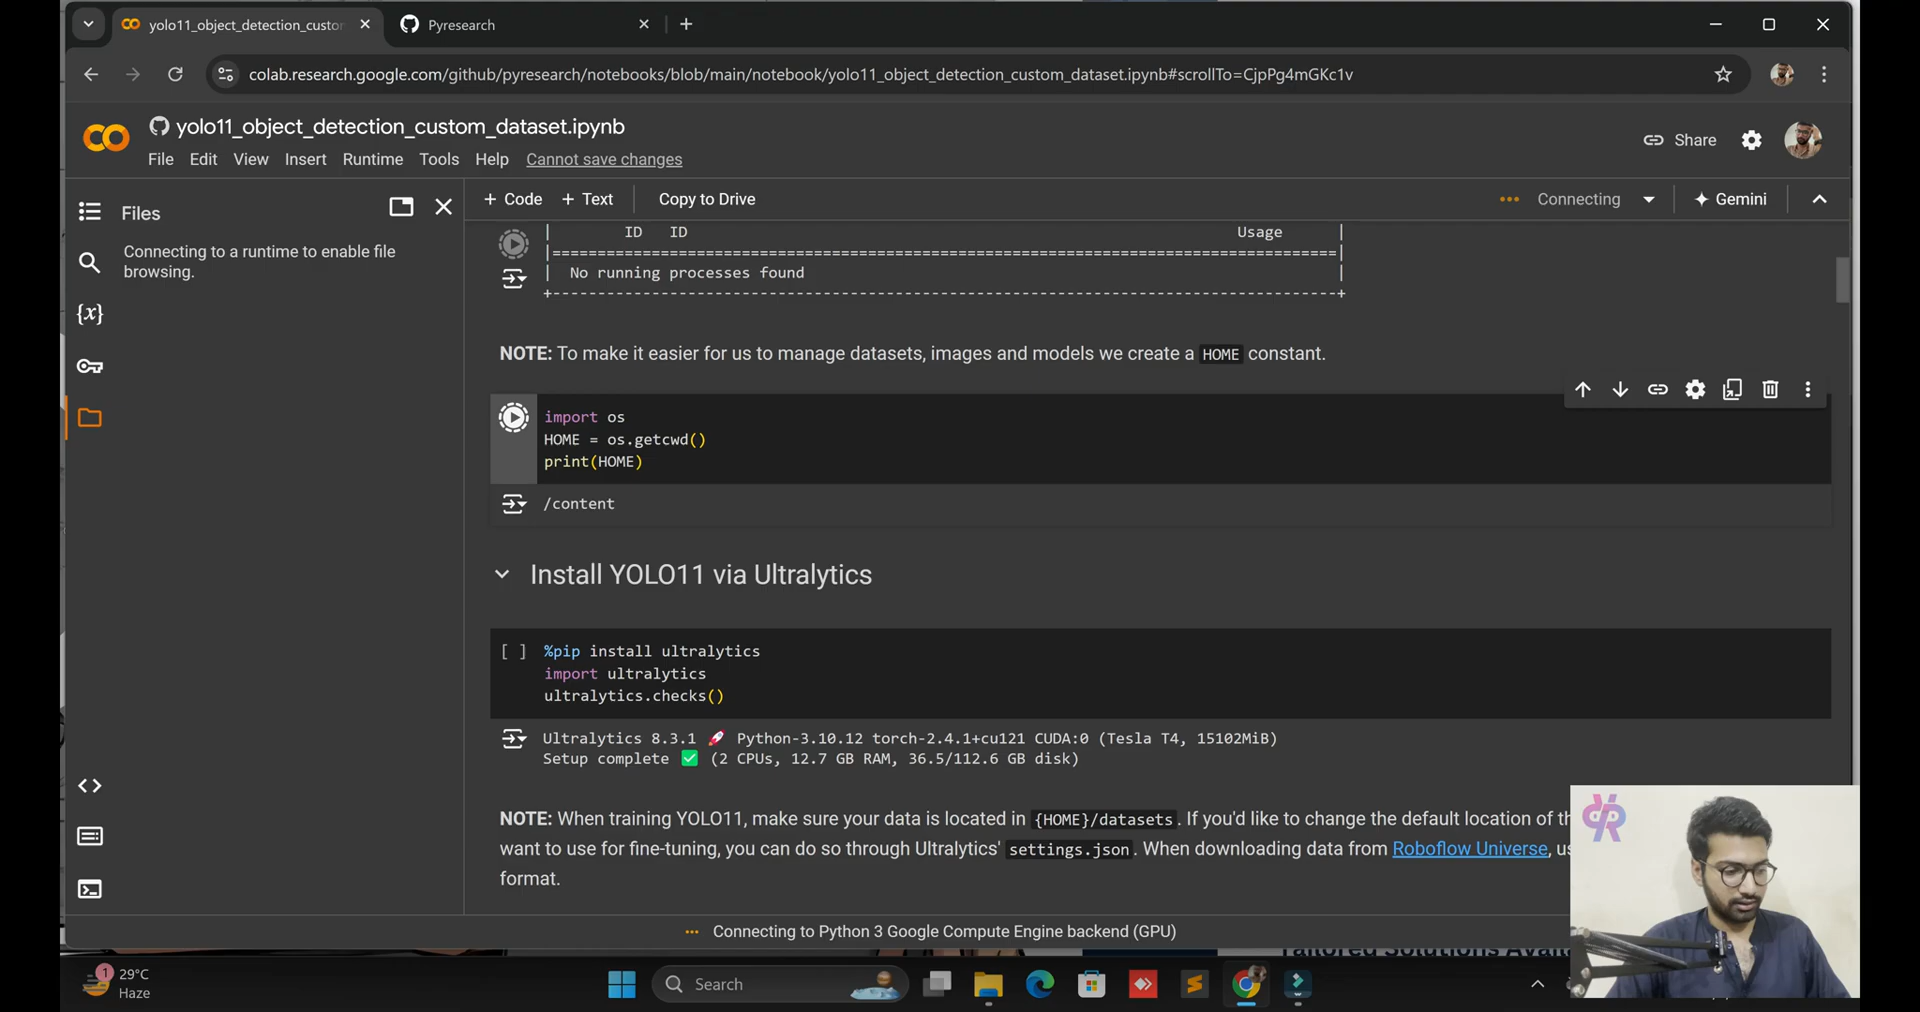 yolo11_object_detection_custo
Pyresearch
colab.research.google.com/github/pyresearch/notebooks/blob/main/notebook/yolo11_object_detection_custom_dataset.ipynb#scrollTo=CjpPg4mGKc1v
yolo11_object_detection_custom_dataset.ipynb
File Edit View Insert Runtime Tools Help Cannot save changes
Share
Files
Connecting to a runtime to enable file
browsing.
{x}
+ Code + Text Copy to Drive
Connecting
Gemini
| ID ID Usage |
|=========================================================================================|
| No running processes found |
+-----------------------------------------------------------------------------------------+
NOTE: To make it easier for us to manage datasets, images and models we create a HOME constant.
import os
HOME = os.getcwd()
print(HOME)
/content
Install YOLO11 via Ultralytics
[ ] %pip install ultralytics
import ultralytics
ultralytics.checks()
Ultralytics 8.3.1 🚀 Python-3.10.12 torch-2.4.1+cu121 CUDA:0 (Tesla T4, 15102MiB)
Setup complete ✅ (2 CPUs, 12.7 GB RAM, 36.5/112.6 GB disk)
NOTE: When training YOLO11, make sure your data is located in {HOME}/datasets. If you'd like to change the default location of th
want to use for fine-tuning, you can do so through Ultralytics' settings.json. When downloading data from Roboflow Universe, us
format.
Connecting to Python 3 Google Compute Engine backend (GPU)
1
29°C
Haze
Search